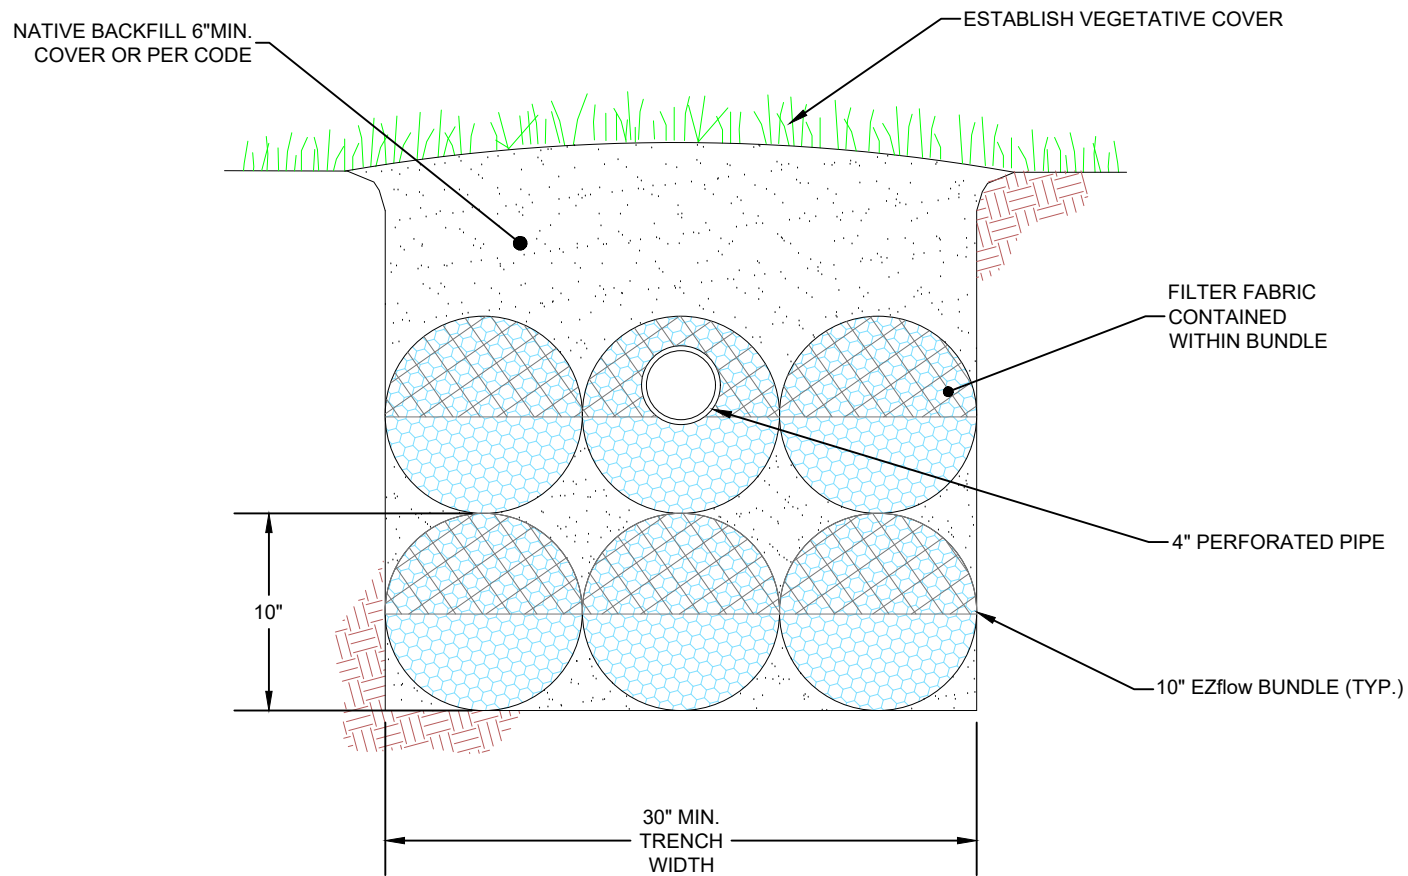 NATIVE BACKFILL 6"MIN.
COVER OR PER CODE
ESTABLISH VEGETATIVE COVER
FILTER FABRIC
CONTAINED
WITHIN BUNDLE
4" PERFORATED PIPE
10"
10" EZflow BUNDLE (TYP.)
30" MIN.
TRENCH
WIDTH